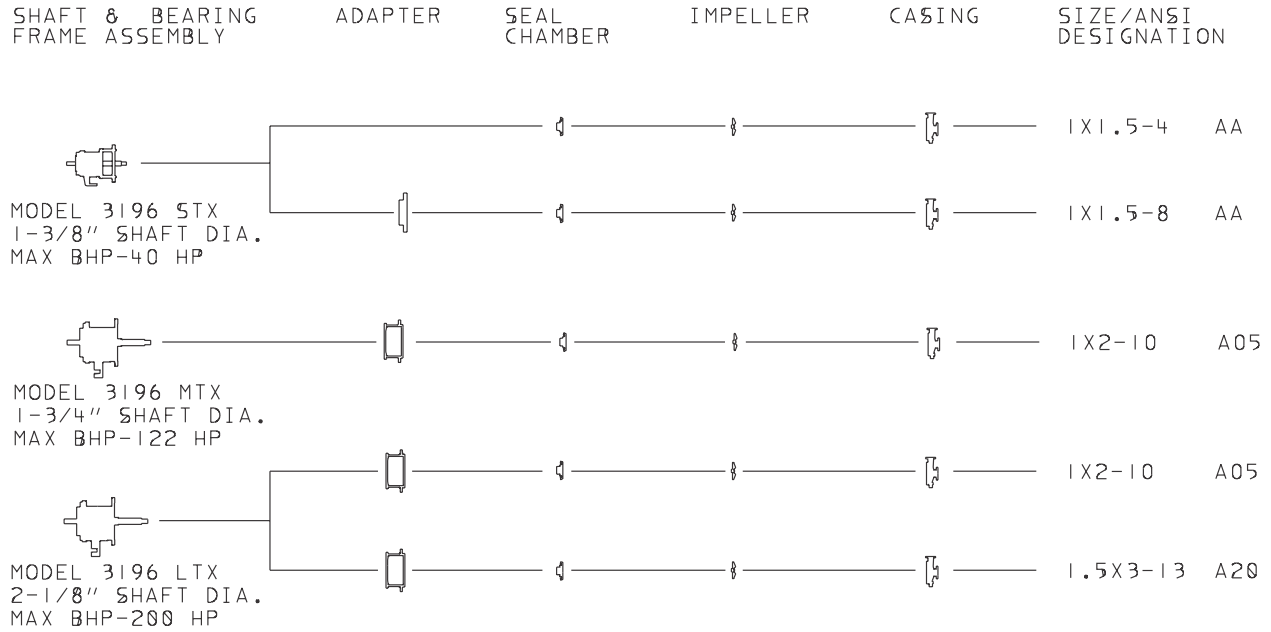 SHAFT & BEARING
FRAME ASSEMBLY
ADAPTER
SEAL
CHAMBER
IMPELLER
CASING
SIZE/ANSI
DESIGNATION
1X1.5-4 AA
MODEL 3196 STX
1-3/8" SHAFT DIA.
MAX BHP-40 HP
1X1.5-8 AA
MODEL 3196 MTX
1-3/4" SHAFT DIA.
MAX BHP-122 HP
1X2-10 A05
1X2-10 A05
MODEL 3196 LTX
2-1/8" SHAFT DIA.
MAX BHP-200 HP
1.5X3-13 A20